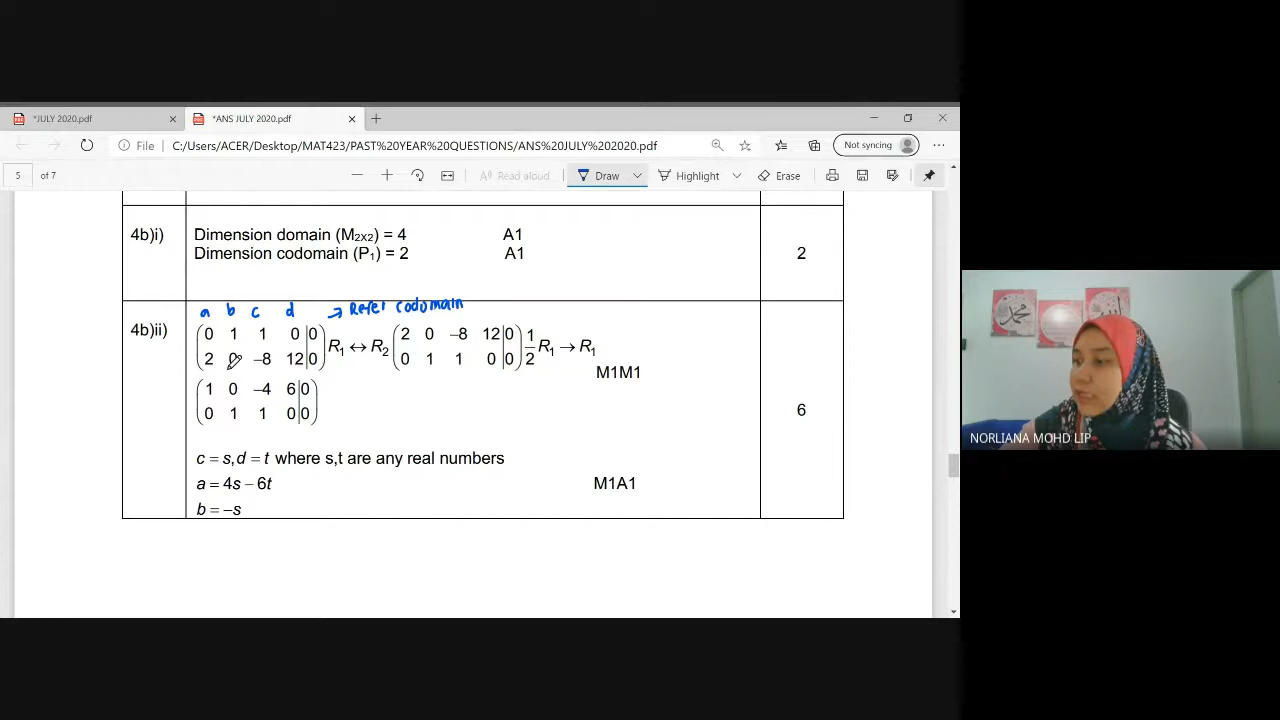 *JULY 2020.pdf
*ANS JULY 2020.pdf
File
C:/Users/ACER/Desktop/MAT423/PAST%20YEAR%20QUESTIONS/ANS%20JULY%202020.pdf
Not syncing
5 of 7
Read aloud
Draw
Highlight
Erase
4b)i)
Dimension domain (M2X2) = 4 A1
Dimension codomain (P1) = 2 A1
2
a b c d → Refer codomain
4b)ii)
(0 1 1 0|0) R1 ↔ R2 (2 0 −8 12|0) 1/2 R1 → R1
(2 0 −8 12|0) (0 1 1 0|0)
M1M1
(1 0 −4 6|0)
(0 1 1 0|0)
6
c = s, d = t where s,t are any real numbers
a = 4s − 6t M1A1
b = −s
NORLIANA MOHD LIP